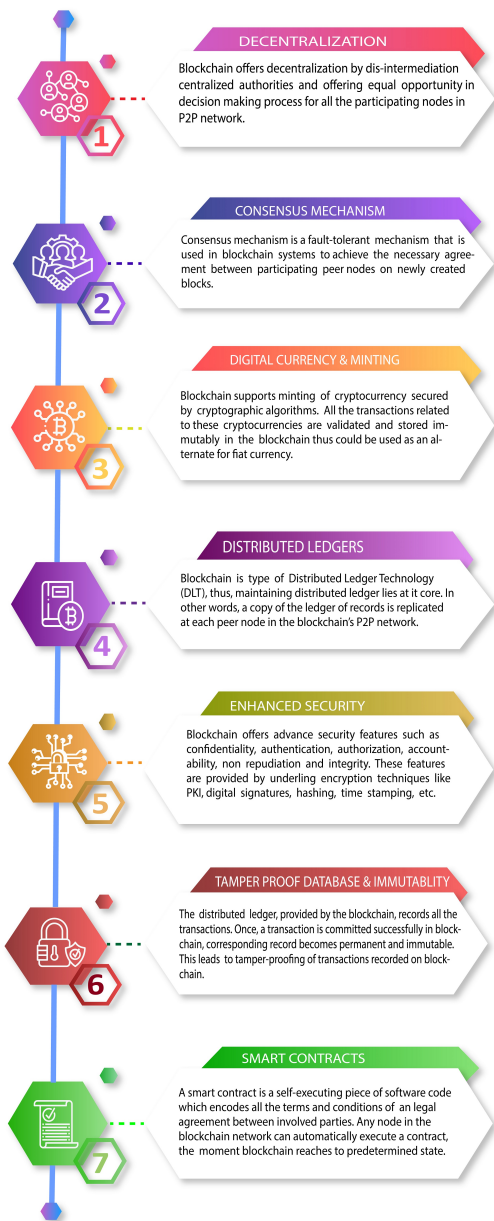 DECENTRALIZATION
Blockchain offers decentralization by dis-intermediation
centralized authorities and offering equal opportunity in
decision making process for all the participating nodes in
P2P network.
1
CONSENSUS MECHANISM
Consensus mechanism is a fault-tolerant mechanism that is
used in blockchain systems to achieve the necessary agree-
ment between participating peer nodes on newly created
blocks.
2
DIGITAL CURRENCY & MINTING
Blockchain supports minting of cryptocurrency secured
by cryptographic algorithms. All the transactions related
to these cryptocurrencies are validated and stored im-
mutably in the blockchain thus could be used as an al-
ternate for fiat currency.
3
DISTRIBUTED LEDGERS
Blockchain is type of Distributed Ledger Technology
(DLT), thus, maintaining distributed ledger lies at it core. In
other words, a copy of the ledger of records is replicated
at each peer node in the blockchain's P2P network.
4
ENHANCED SECURITY
Blockchain offers advance security features such as
confidentiality, authentication, authorization, account-
ability, non repudiation and integrity. These features
are provided by underling encryption techniques like
PKI, digital signatures, hashing, time stamping, etc.
5
TAMPER PROOF DATABASE & IMMUTABLITY
The distributed ledger, provided by the blockchain, records all the
transactions. Once, a transaction is committed successfully in block-
chain, corresponding record becomes permanent and immutable.
This leads to tamper-proofing of transactions recorded on block-
chain.
6
SMART CONTRACTS
A smart contract is a self-executing piece of software code
which encodes all the terms and conditions of an legal
agreement between involved parties. Any node in the
blockchain network can automatically execute a contract,
the moment blockchain reaches to predetermined state.
7